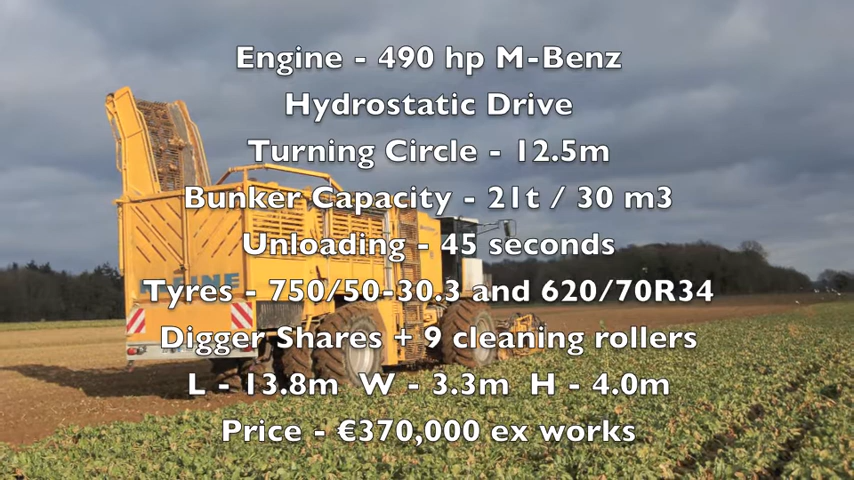 Engine - 490 hp M-Benz
Hydrostatic Drive
Turning Circle - 12.5m
Bunker Capacity - 21t / 30 m3
Unloading - 45 seconds
Tyres - 750/50-30.3 and 620/70R34
Digger Shares + 9 cleaning rollers
L - 13.8m W - 3.3m H - 4.0m
Price - €370,000 ex works